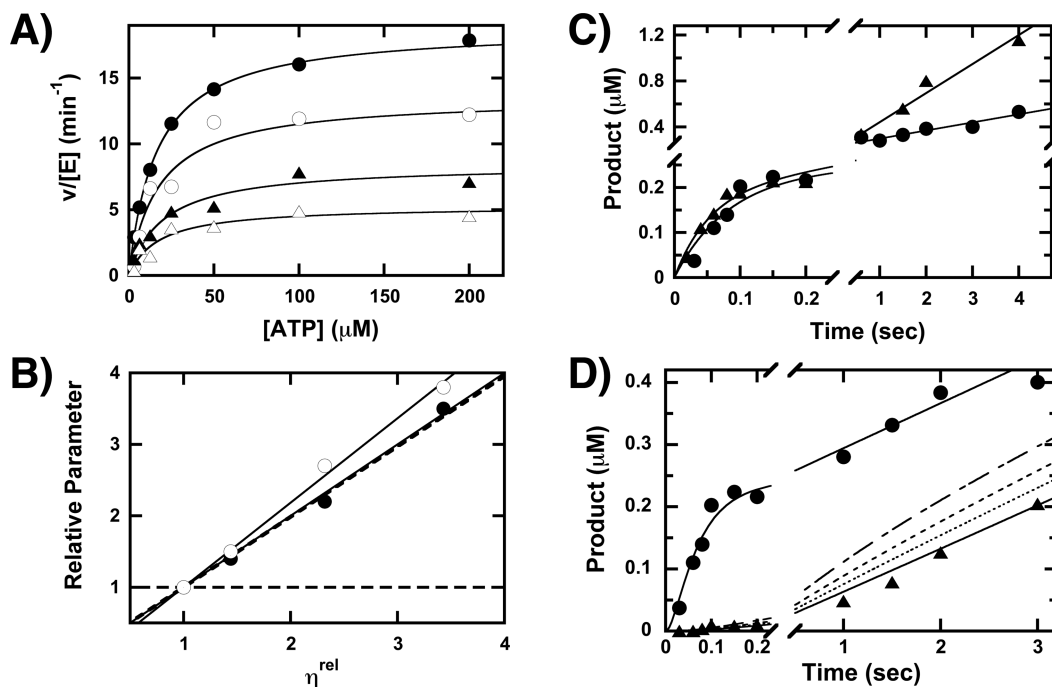 A)
v/[E] (min⁻¹)
15
10
5
0
0 50 100 150 200
[ATP] (μM)
B)
Relative Parameter
4
3
2
1
1 2 3 4
η^rel
C)
Product (μM)
1.2
0.8
0.4
0.2
0.1
0
0 0.1 0.2 1 2 3 4
Time (sec)
D)
Product (μM)
0.4
0.3
0.2
0.1
0
0 0.1 0.2 1 2 3
Time (sec)